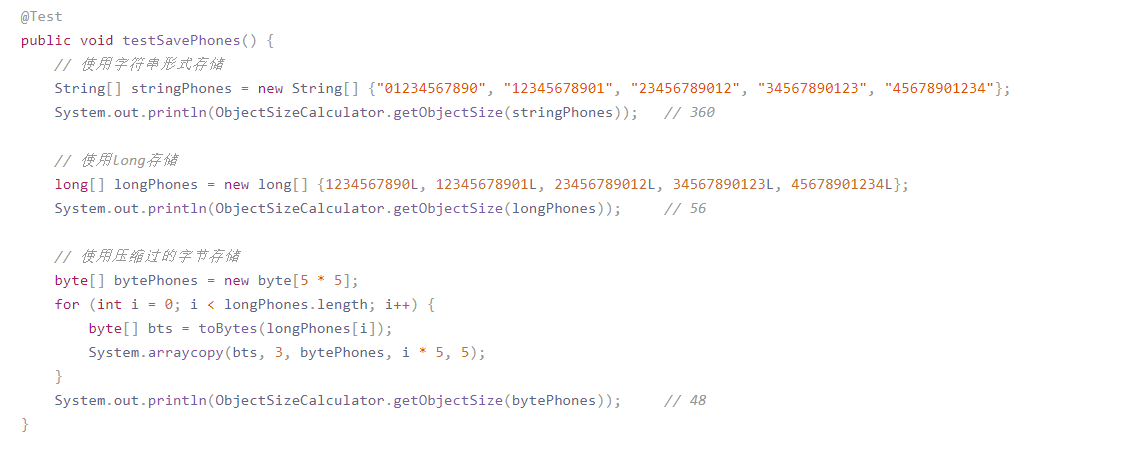 @Test
public void testSavePhones() {
    // 使用字符串形式存储
    String[] stringPhones = new String[] {"01234567890", "12345678901", "23456789012", "34567890123", "45678901234"};
    System.out.println(ObjectSizeCalculator.getObjectSize(stringPhones));   // 360
    // 使用long存储
    long[] longPhones = new long[] {1234567890L, 12345678901L, 23456789012L, 34567890123L, 45678901234L};
    System.out.println(ObjectSizeCalculator.getObjectSize(longPhones));     // 56
    // 使用压缩过的字节存储
    byte[] bytePhones = new byte[5 * 5];
    for (int i = 0; i < longPhones.length; i++) {
        byte[] bts = toBytes(longPhones[i]);
        System.arraycopy(bts, 3, bytePhones, i * 5, 5);
    }
    System.out.println(ObjectSizeCalculator.getObjectSize(bytePhones));     // 48
}